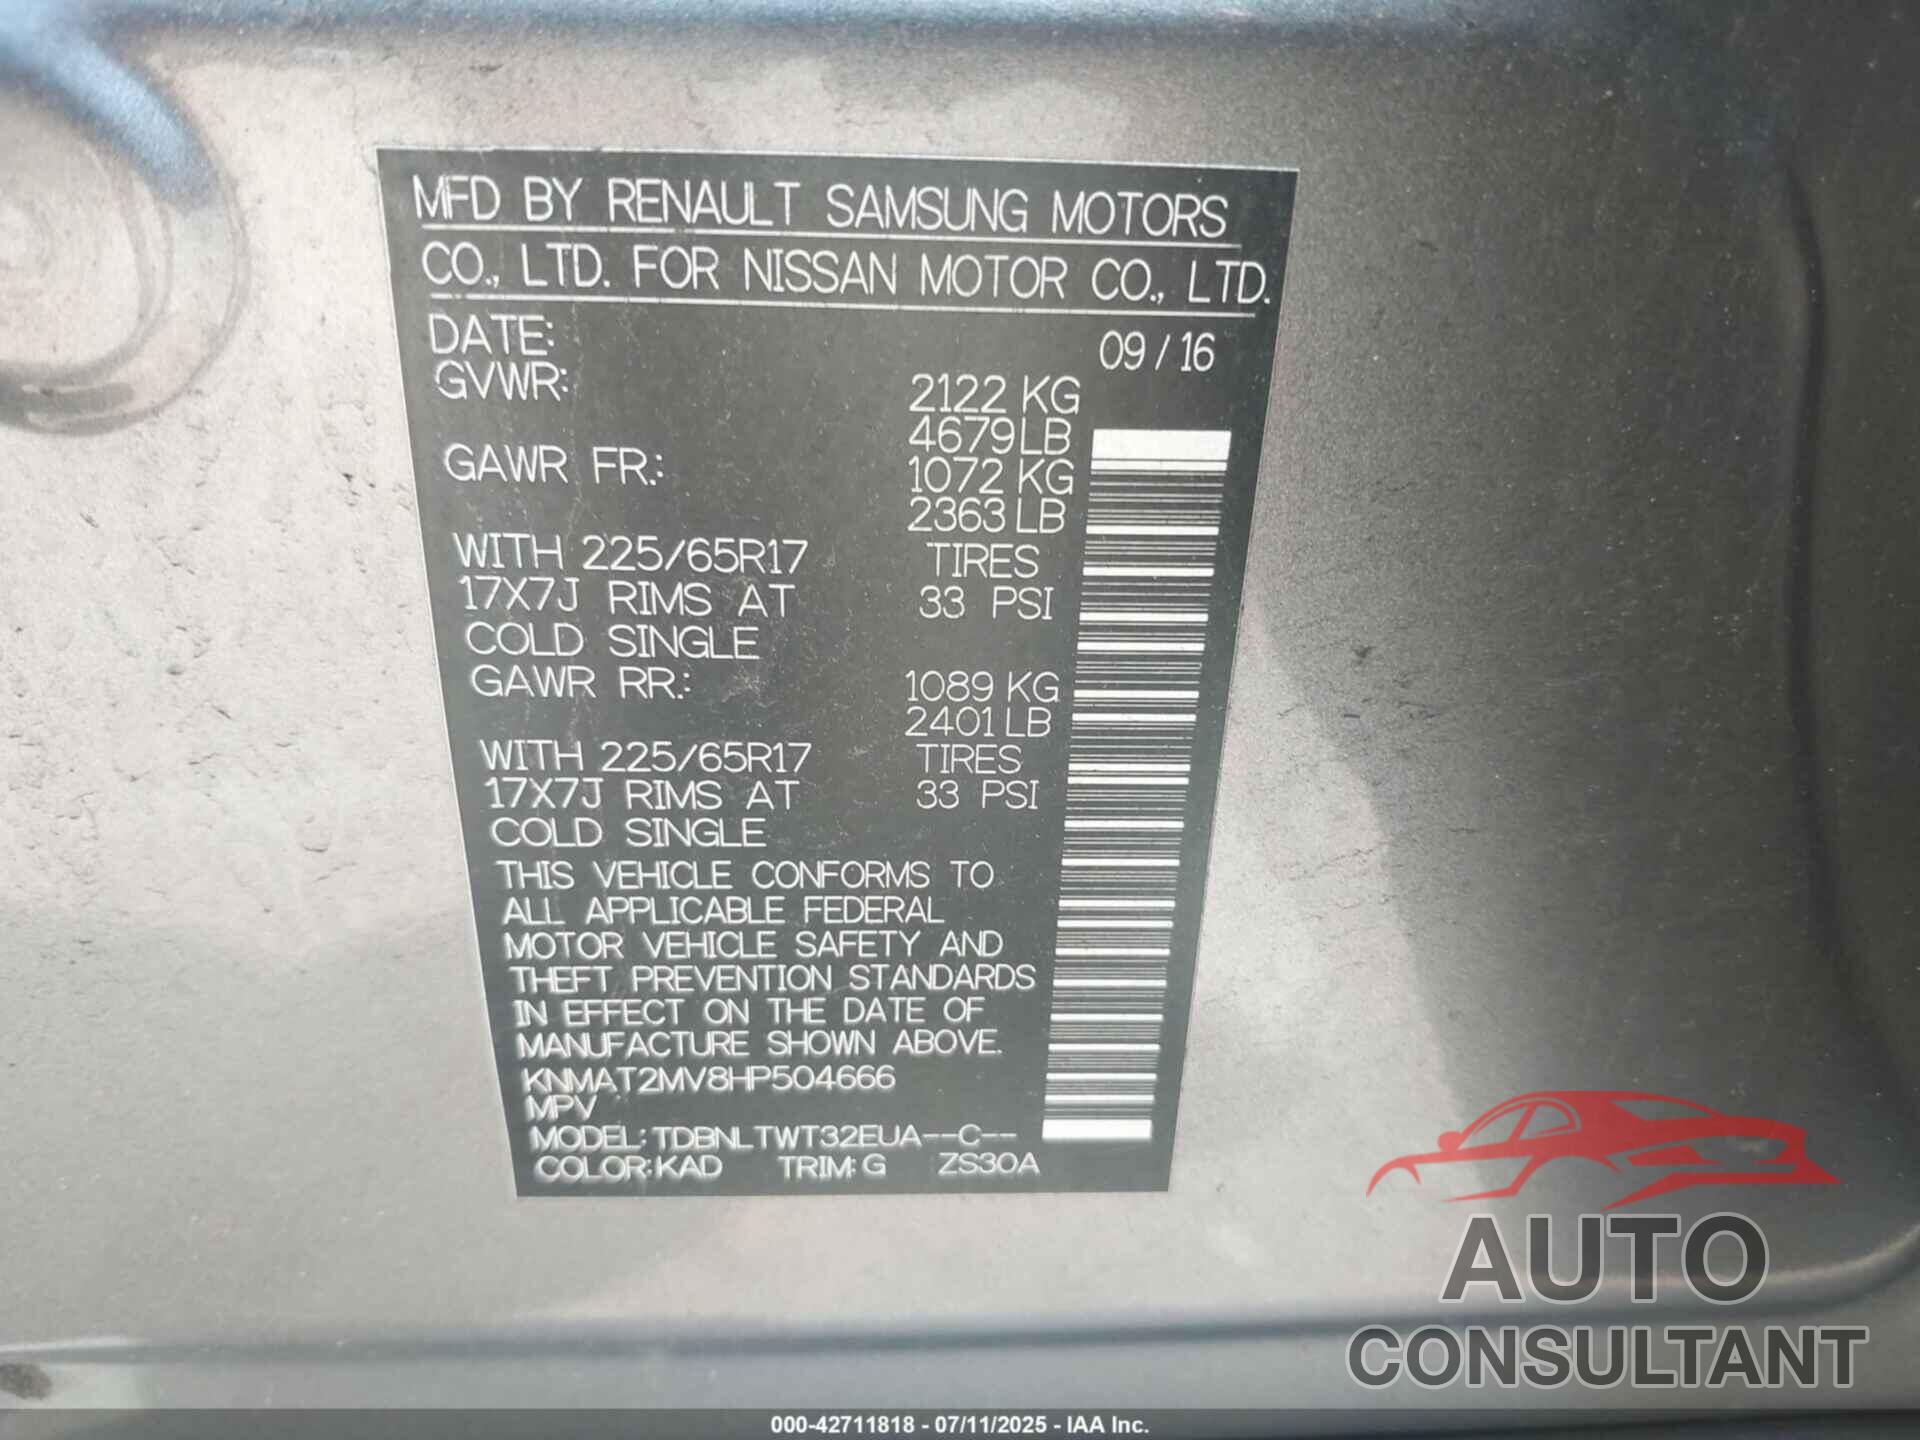 MFD BY RENAULT SAMSUNG MOTORS
CO., LTD. FOR NISSAN MOTOR CO., LTD.
DATE: 09 / 16
GVWR: 2122 KG
4679 LB
GAWR FR.: 1072 KG
2363 LB
WITH 225/65R17 TIRES
17X7J RIMS AT 33 PSI
COLD SINGLE
GAWR RR.: 1089 KG
2401 LB
WITH 225/65R17 TIRES
17X7J RIMS AT 33 PSI
COLD SINGLE
THIS VEHICLE CONFORMS TO
ALL APPLICABLE FEDERAL
MOTOR VEHICLE SAFETY AND
THEFT PREVENTION STANDARDS
IN EFFECT ON THE DATE OF
MANUFACTURE SHOWN ABOVE.
KNMAT2MV8HP504666
MPV
MODEL: TDBNLTWT32EUA--C--
COLOR: KAD TRIM: G ZS30A
AUTO
CONSULTANT
000-42711818 - 07/11/2025 - IAA Inc.